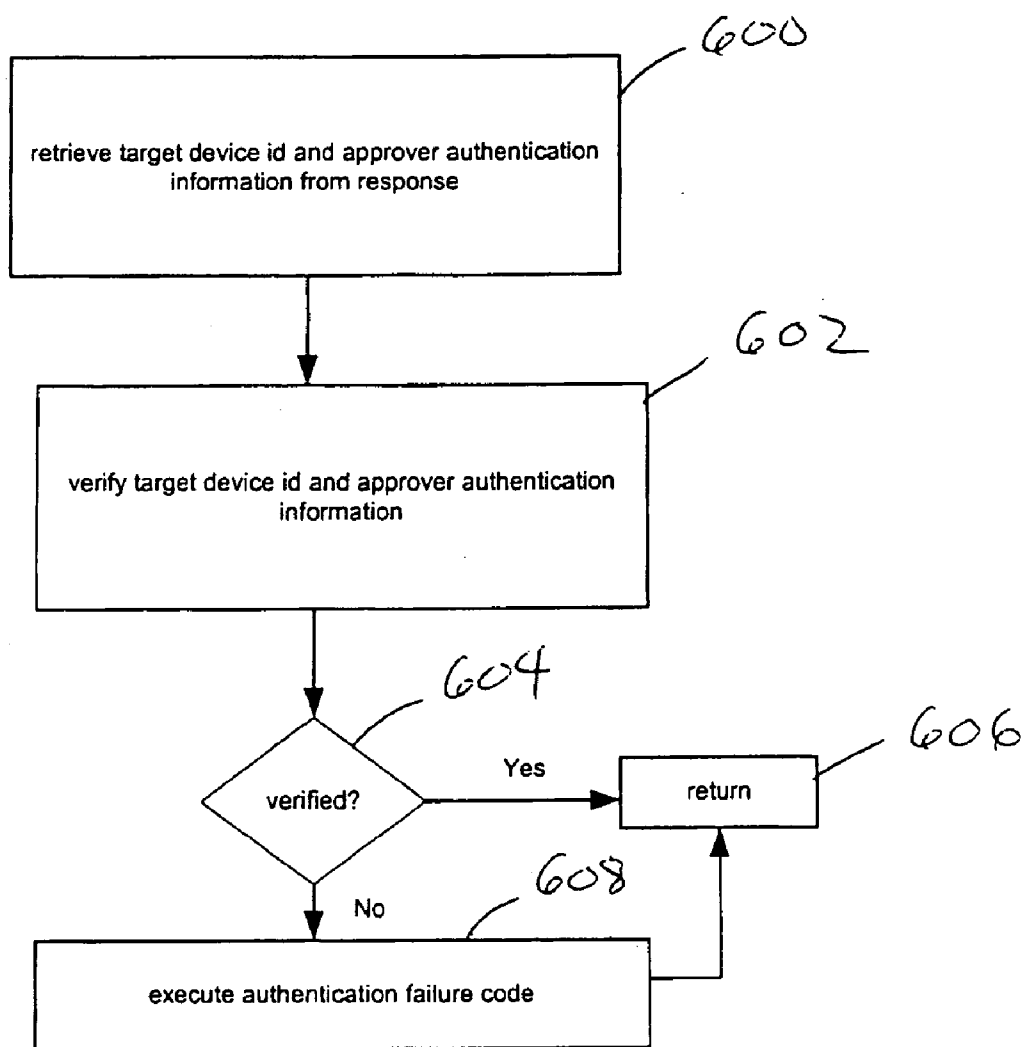 600
retrieve target device id and approver authentication
information from response
602
verify target device id and approver authentication
information
604
606
Yes
return
verified?
608
No
execute authentication failure code